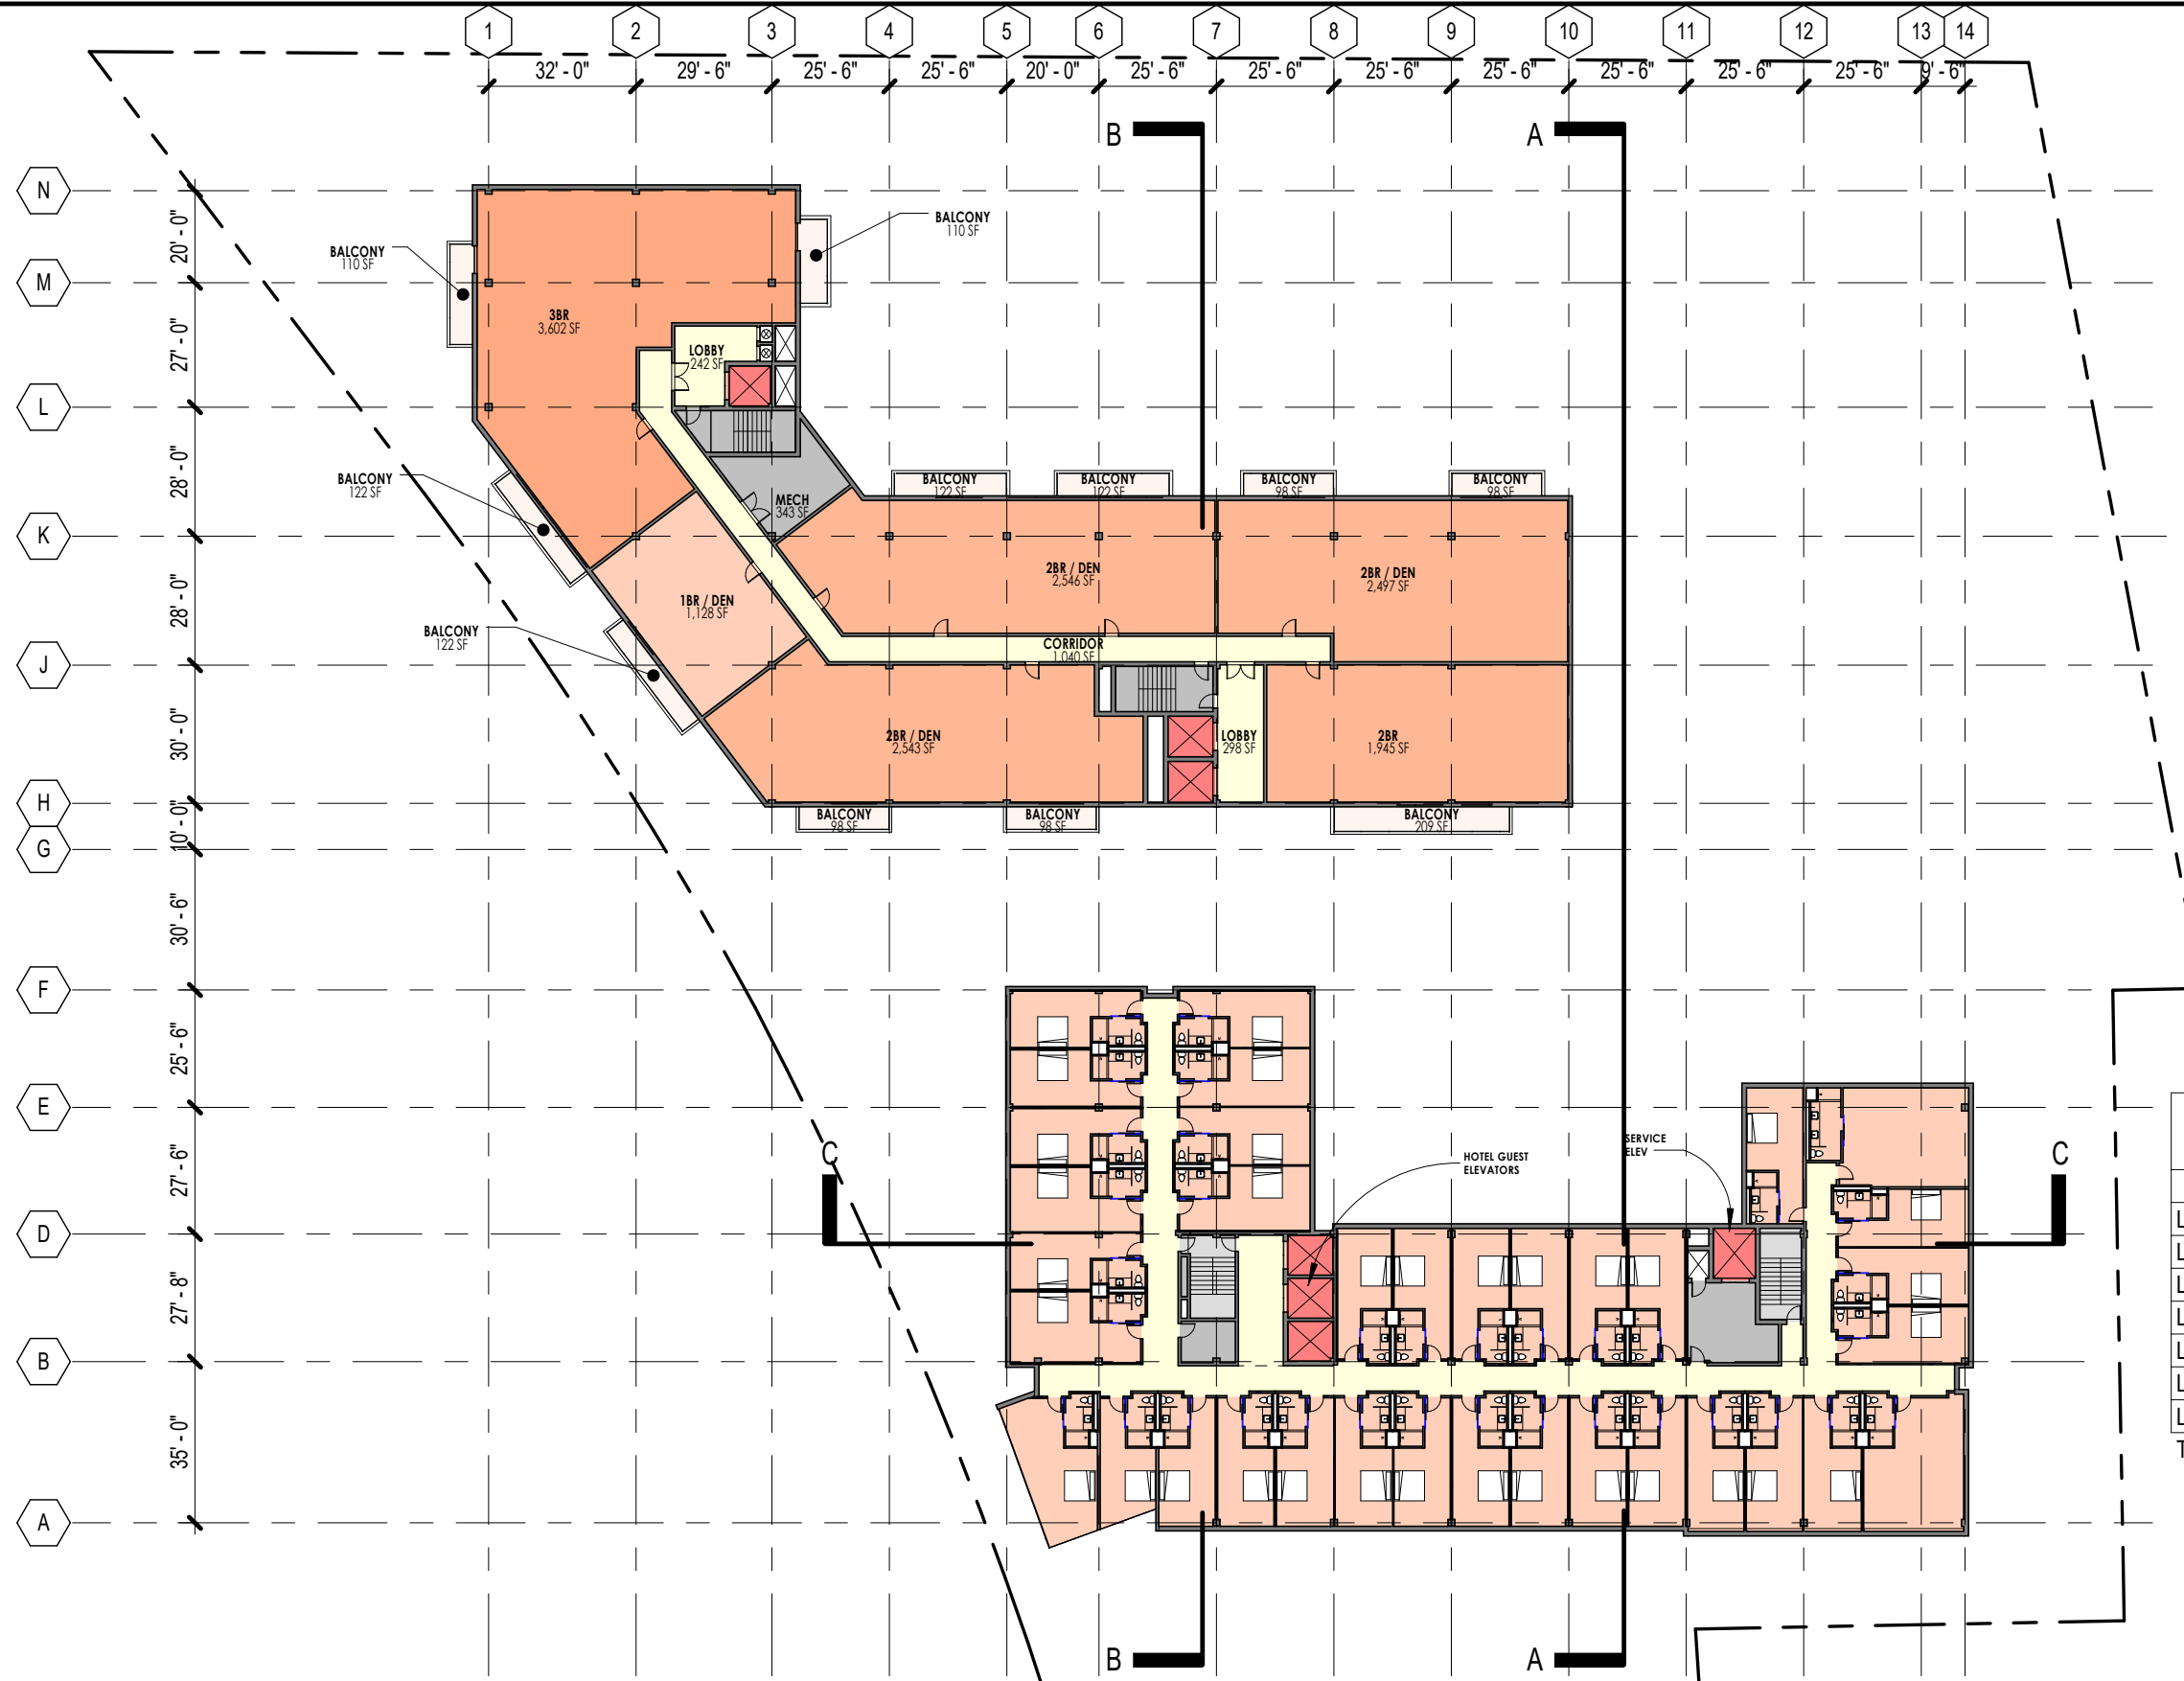 1 2 3 4 5 6 7 8 9 10 11 12 13 14
32' - 0" 29' - 6" 25' - 6" 25' - 6" 20' - 0" 25' - 6" 25' - 6" 25' - 6" 25' - 6" 25' - 6" 25' - 6" 25' - 6" 9' - 6"
B
A
N
20' - 0"
M
27' - 0"
L
28' - 0"
K
28' - 0"
J
30' - 0"
H
10' - 0"
G
30' - 6"
F
25' - 6"
E
27' - 6"
D
27' - 8"
B
35' - 0"
A
BALCONY
110 SF
BALCONY
110 SF
3BR
3,602 SF
LOBBY
242 SF
BALCONY
122 SF
MECH
343 SF
BALCONY
122 SF
BALCONY
122 SF
BALCONY
98 SF
BALCONY
98 SF
1BR / DEN
1,128 SF
2BR / DEN
2,546 SF
2BR / DEN
2,497 SF
BALCONY
122 SF
CORRIDOR
1,040 SF
2BR / DEN
2,543 SF
LOBBY
298 SF
2BR
1,945 SF
BALCONY
98 SF
BALCONY
98 SF
BALCONY
209 SF
C
HOTEL GUEST
ELEVATORS
SERVICE
ELEV
C
L
L
L
L
L
L
L
T
B
A